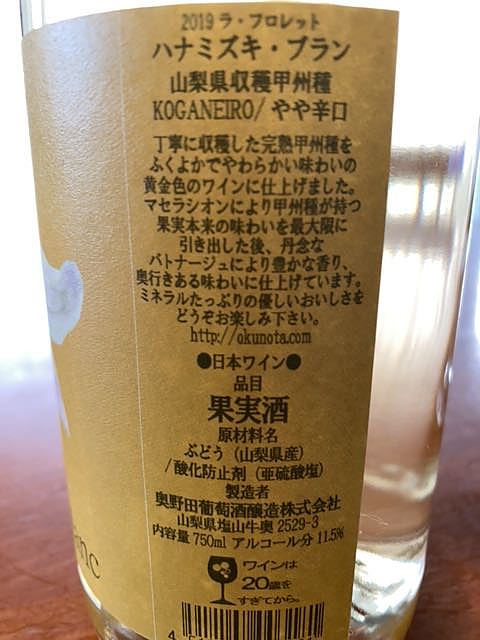 2019 ラ・フロレット
ハナミズキ・ブラン
山梨県収穫甲州種
KOGANEIRO/ やや辛口
丁寧に収穫した完熟甲州種を
ふくよかでやわらかい味わいの
黄金色のワインに仕上げました。
マセラシオンにより甲州種が持つ
果実本来の味わいを最大限に
引き出した後、丹念な
バトナージュにより豊かな香り、
奥行きある味わいに仕上げています。
ミネラルたっぷりの優しいおいしさを
どうぞお楽しみ下さい。
http://okunota.com
●日本ワイン●
品目
果実酒
原材料名
ぶどう（山梨県産）
/酸化防止剤（亜硫酸塩）
製造者
奥野田葡萄酒醸造株式会社
山梨県塩山牛奥 2529-3
内容量 750ml アルコール分 11.5%
ワインは
20歳を
すぎてから。